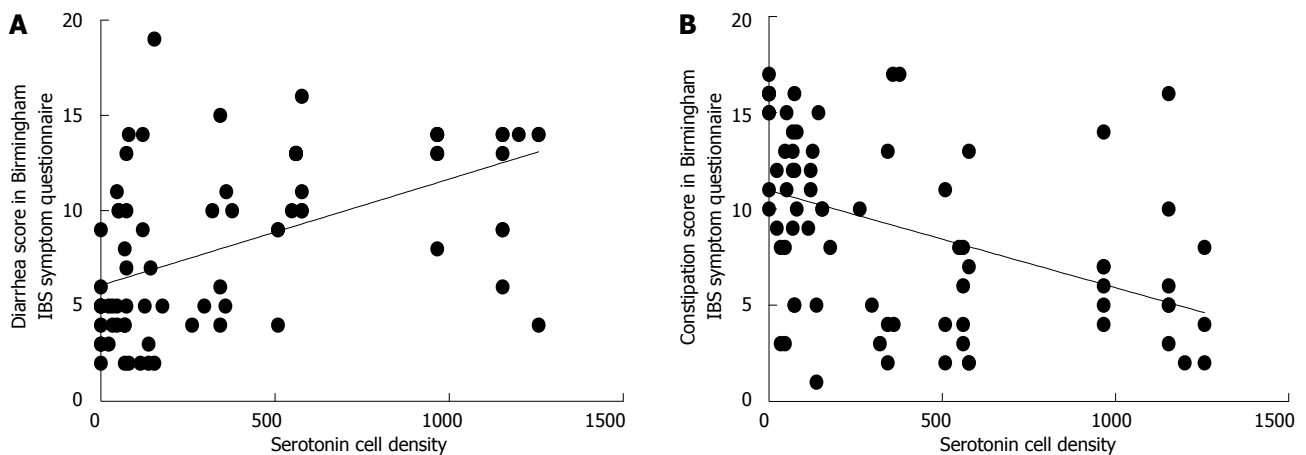 A
Diarrhea score in Birmingham
IBS symptom questionnaire
20
15
10
5
0
0 500 1000 1500
Serotonin cell density
B
Constipation score in Birmingham
IBS symptom questionnaire
20
15
10
5
0
0 500 1000 1500
Serotonin cell density